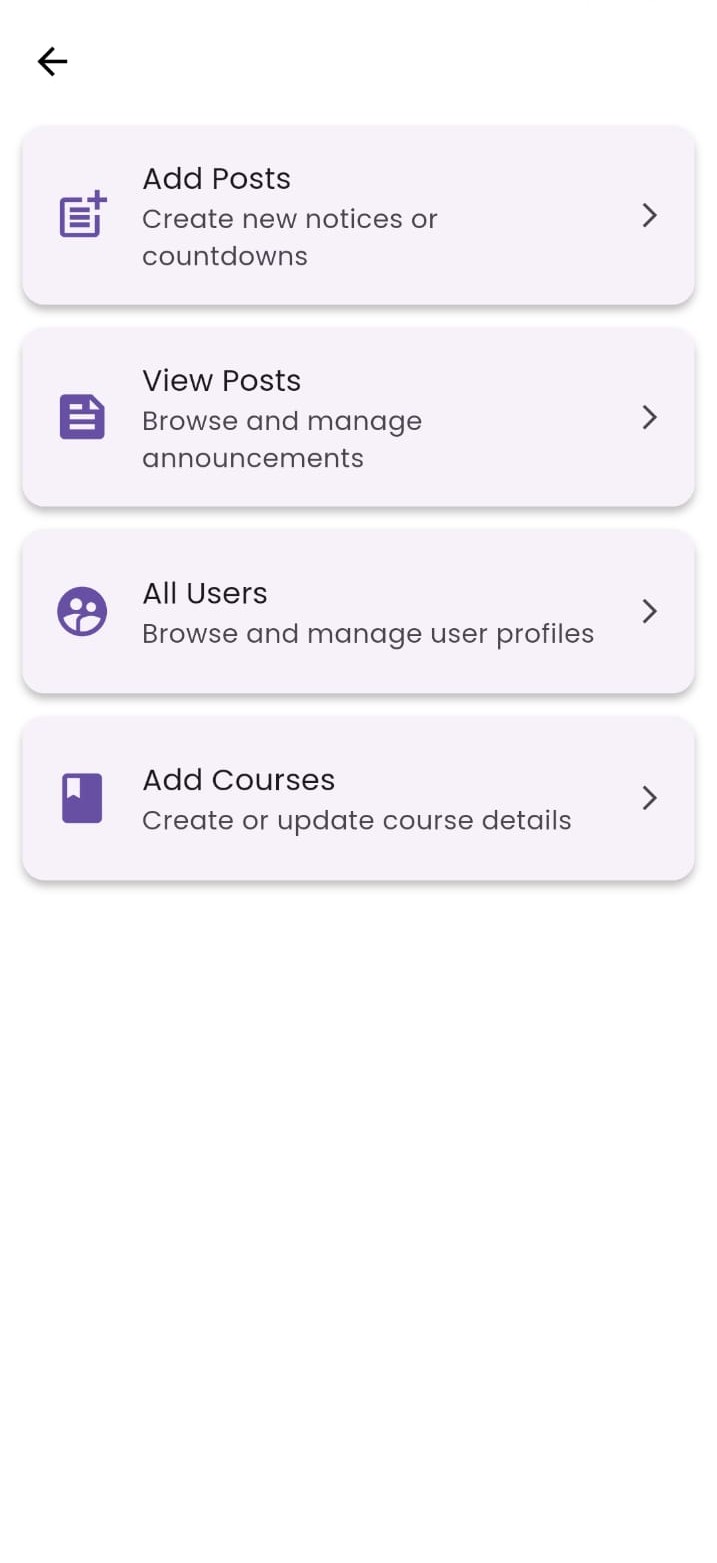 Add Posts
Create new notices or
countdowns
View Posts
Browse and manage
announcements
All Users
Browse and manage user profiles
Add Courses
Create or update course details